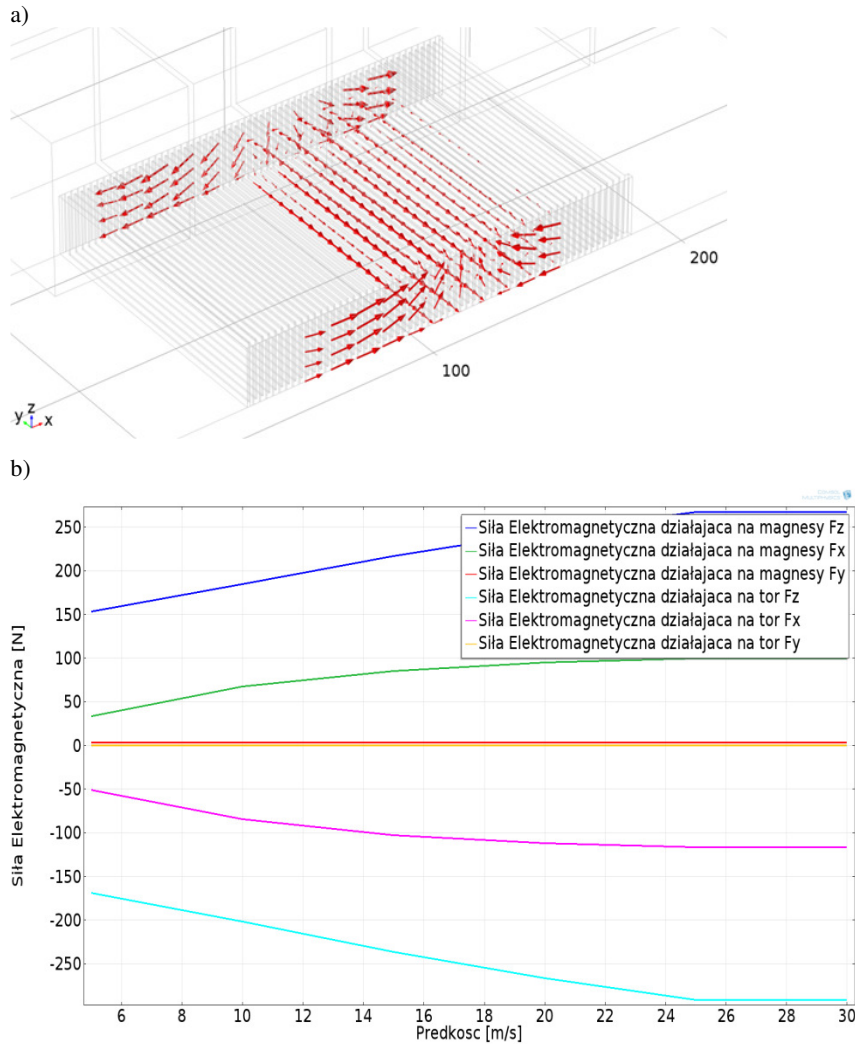 a)
200
100
y z x
b)
250
200
150
100
50
0
-50
-100
-150
-200
-250
Siła Elektromagnetyczna [N]
Siła Elektromagnetyczna działajaca na magnesy Fz
Siła Elektromagnetyczna działajaca na magnesy Fx
Siła Elektromagnetyczna działajaca na magnesy Fy
Siła Elektromagnetyczna działajaca na tor Fz
Siła Elektromagnetyczna działajaca na tor Fx
Siła Elektromagnetyczna działajaca na tor Fy
6 8 10 12 14 16 18 20 22 24 26 28 30
Predkosc [m/s]